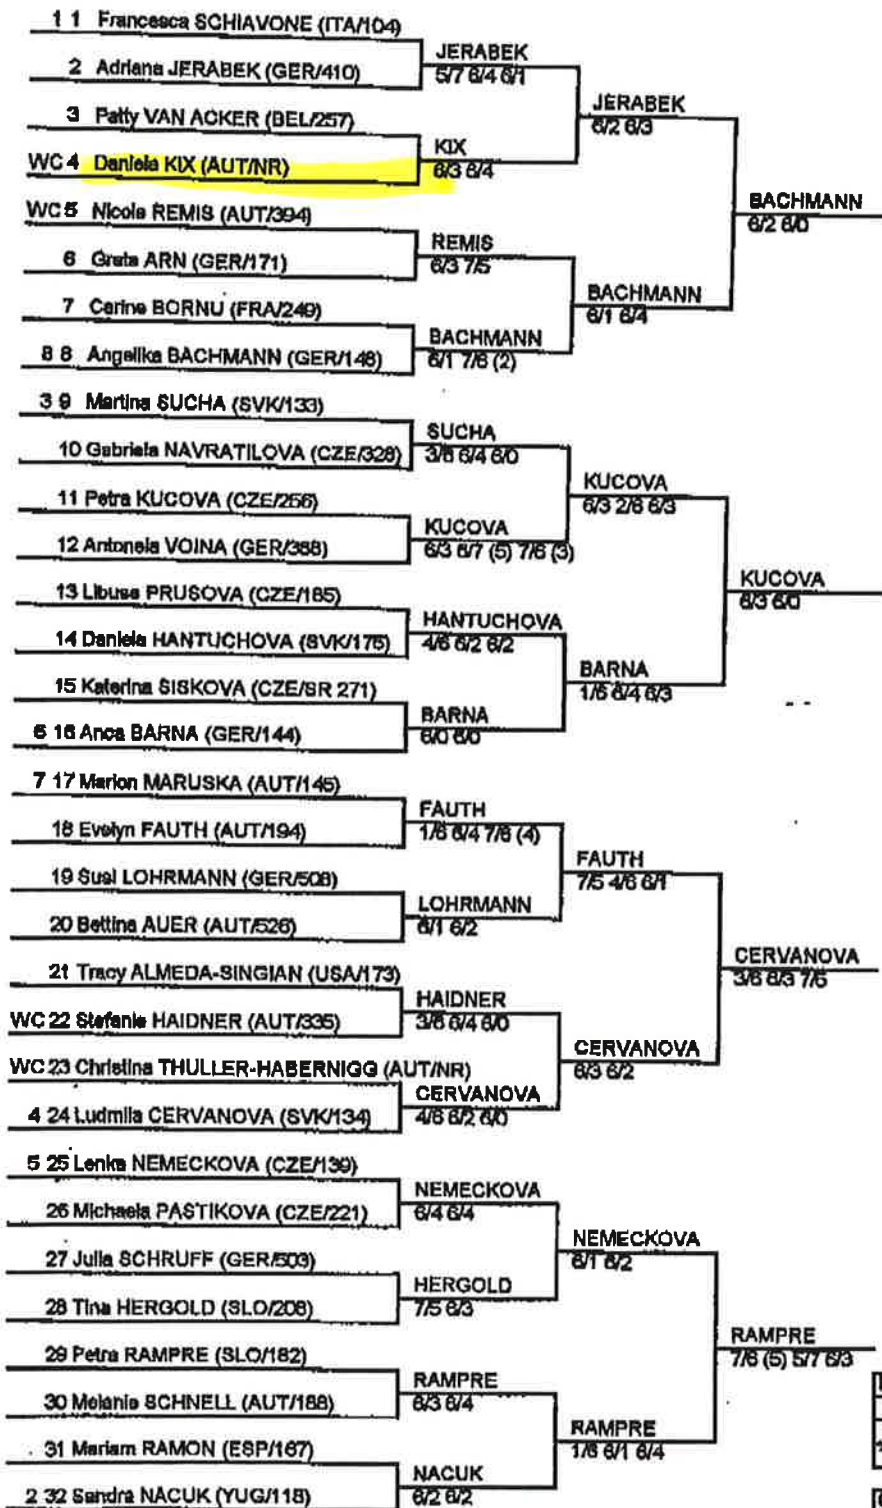 1 1 Francesca SCHIAVONE (ITA/104)
2 Adriana JERABEK (GER/410)
3 Patty VAN ACKER (BEL/257)
WC 4 Daniela KIX (AUT/NR)
WC 5 Nicole REMIS (AUT/394)
6 Greta ARN (GER/171)
7 Carine BORNU (FRA/249)
8 8 Angelika BACHMANN (GER/148)
3 9 Martina SUCHA (SVK/133)
10 Gabriela NAVRATILOVA (CZE/328)
11 Petra KUCOVA (CZE/256)
12 Antonela VOINA (GER/388)
13 Libuse PRUSOVA (CZE/185)
14 Daniela HANTUCHOVA (SVK/175)
15 Katerina SISKOVA (CZE/SR 271)
6 16 Anca BARNA (GER/144)
7 17 Marion MARUSKA (AUT/145)
18 Evelyn FAUTH (AUT/194)
19 Susi LOHRMANN (GER/508)
20 Bettina AUER (AUT/526)
21 Tracy ALMEDA-SINGIAN (USA/173)
WC 22 Stefanie HAIDNER (AUT/335)
WC 23 Christina THULLER-HABERNIGG (AUT/NR)
4 24 Ludmila CERVANOVA (SVK/134)
5 25 Lenka NEMECKOVA (CZE/139)
26 Michaela PASTIKOVA (CZE/221)
27 Julia SCHRUFF (GER/503)
28 Tina HERGOLD (SLO/208)
29 Petra RAMPRE (SLO/182)
30 Melanie SCHNELL (AUT/188)
31 Mariam RAMON (ESP/167)
2 32 Sandra NACUK (YUG/118)
JERABEK
5/7 6/4 6/1
KIX
6/3 6/4
REMIS
6/3 7/5
BACHMANN
6/1 7/6 (2)
SUCHA
3/6 6/4 6/0
KUCOVA
6/3 6/7 (5) 7/6 (3)
HANTUCHOVA
4/6 6/2 6/2
BARNA
6/0 6/0
FAUTH
1/6 6/4 7/6 (4)
LOHRMANN
6/1 6/2
HAIDNER
3/6 6/4 6/0
CERVANOVA
4/6 6/2 6/0
NEMECKOVA
6/4 6/4
HERGOLD
7/5 6/3
RAMPRE
6/3 6/4
NACUK
6/2 6/2
JERABEK
6/2 6/3
BACHMANN
6/1 6/4
KUCOVA
6/3 2/6 6/3
BARNA
1/6 6/4 6/3
FAUTH
7/5 4/6 6/1
CERVANOVA
6/3 6/2
NEMECKOVA
6/1 6/2
RAMPRE
1/6 6/1 6/4
BACHMANN
6/2 6/0
KUCOVA
6/3 6/0
CERVANOVA
3/6 6/3 7/5
RAMPRE
7/6 (5) 5/7 6/3